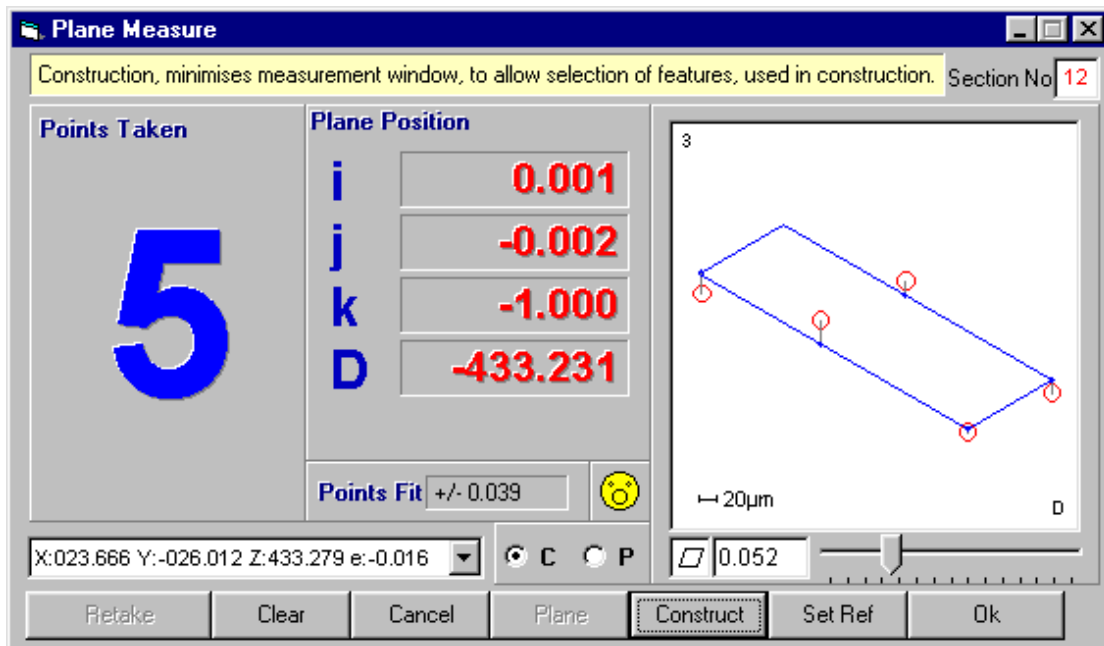 Plane Measure
Construction, minimises measurement window, to allow selection of features, used in construction.
Section No 12
Points Taken
5
Plane Position
i 0.001
j -0.002
k -1.000
D -433.231
Points Fit +/- 0.039
3
20µm
D
X:023.666 Y:-026.012 Z:433.279 e:-0.016
C P
0.052
Retake Clear Cancel Plane Construct Set Ref Ok